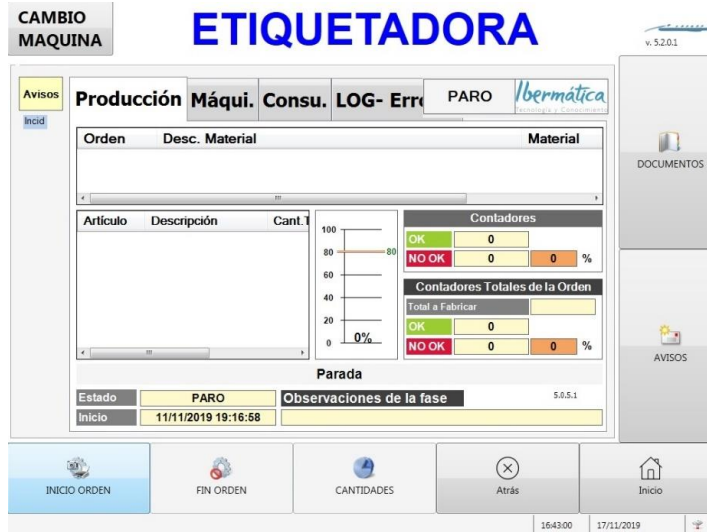 CAMBIO
MAQUINA
ETIQUETADORA
v. 5.2.0.1
Avisos
Incid
Producción Máqui. Consu. LOG- Erro
PARO
Ibermática
Tecnología y Conocimiento
Orden Desc. Material Material
Artículo Descripción Cant.T
100
80
60
40
20
0
80
0%
Contadores
OK 0
NO OK 0 0 %
Contadores Totales de la Orden
Total a Fabricar
OK 0
NO OK 0 0 %
Parada
Estado PARO Observaciones de la fase 5.0.5.1
Inicio 11/11/2019 19:16:58
DOCUMENTOS
AVISOS
INICIO ORDEN
FIN ORDEN
CANTIDADES
Atrás
Inicio
16:43:00 17/11/2019